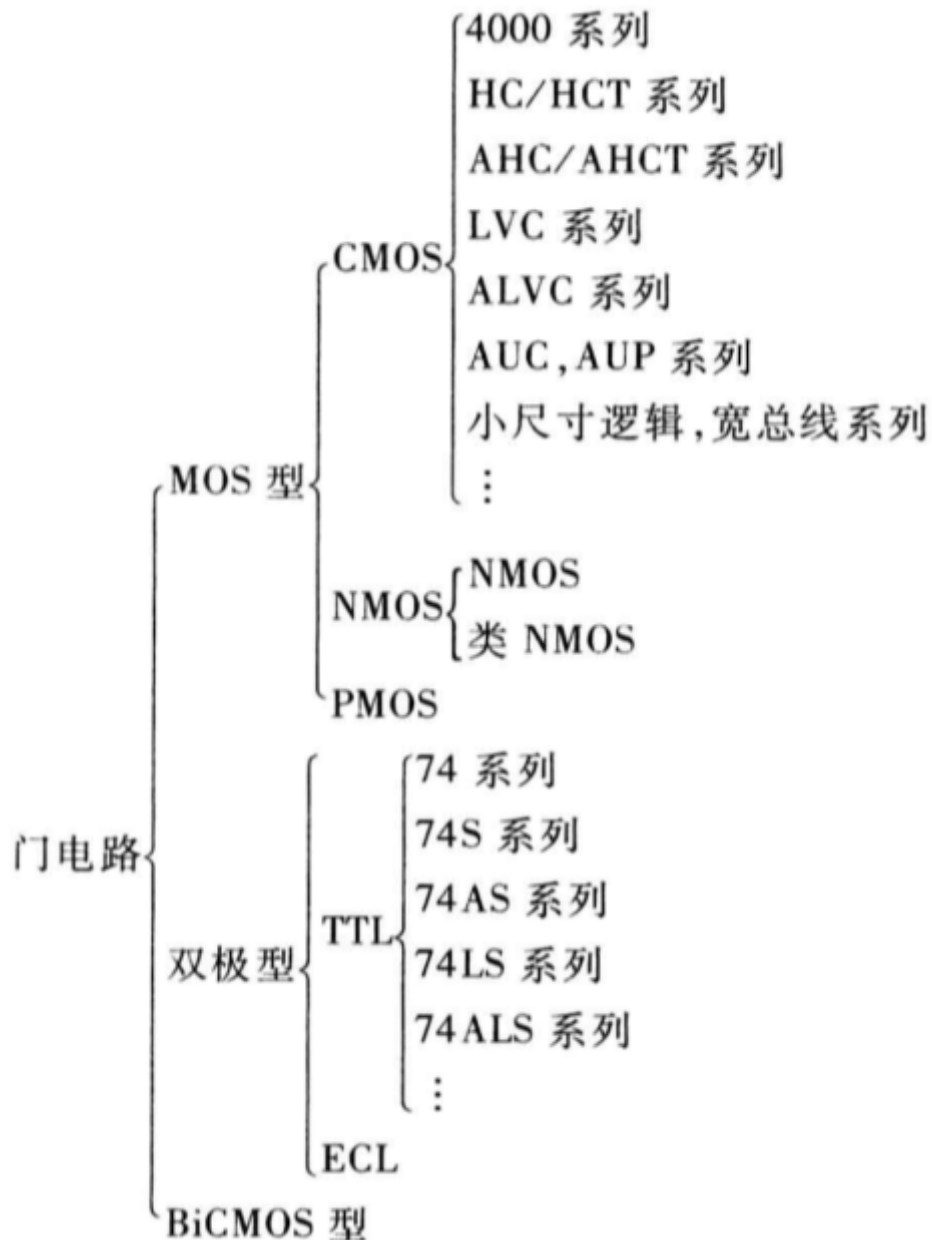 4000 系列
HC/HCT 系列
AHC/AHCT 系列
LVC 系列
CMOS
ALVC 系列
AUC,AUP 系列
小尺寸逻辑,宽总线系列
MOS 型
⋮
NMOS
NMOS
类 NMOS
PMOS
74 系列
74S 系列
门电路
74AS 系列
TTL
双极型
74LS 系列
74ALS 系列
⋮
ECL
BiCMOS 型